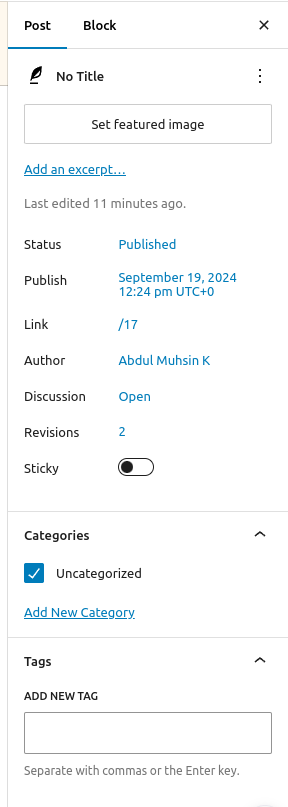 Post Block
No Title
Set featured image
Add an excerpt...
Last edited 11 minutes ago.
Status Published
Publish September 19, 2024
12:24 pm UTC+0
Link /17
Author Abdul Muhsin K
Discussion Open
Revisions 2
Sticky
Categories
Uncategorized
Add New Category
Tags
ADD NEW TAG
Separate with commas or the Enter key.